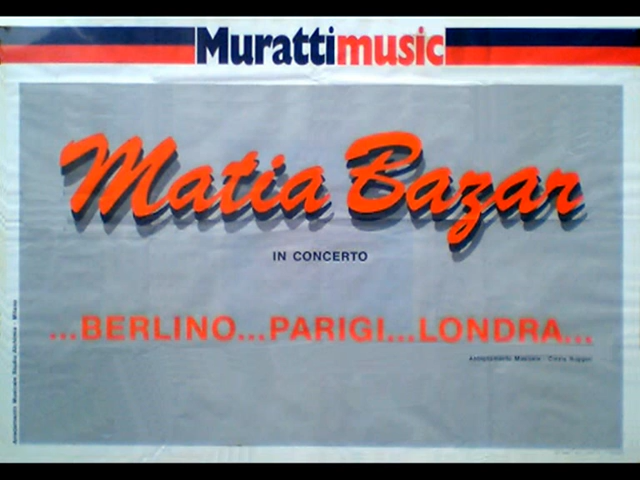 Murattimusic
Matia Bazar
IN CONCERTO
...BERLINO...PARIGI...LONDRA...